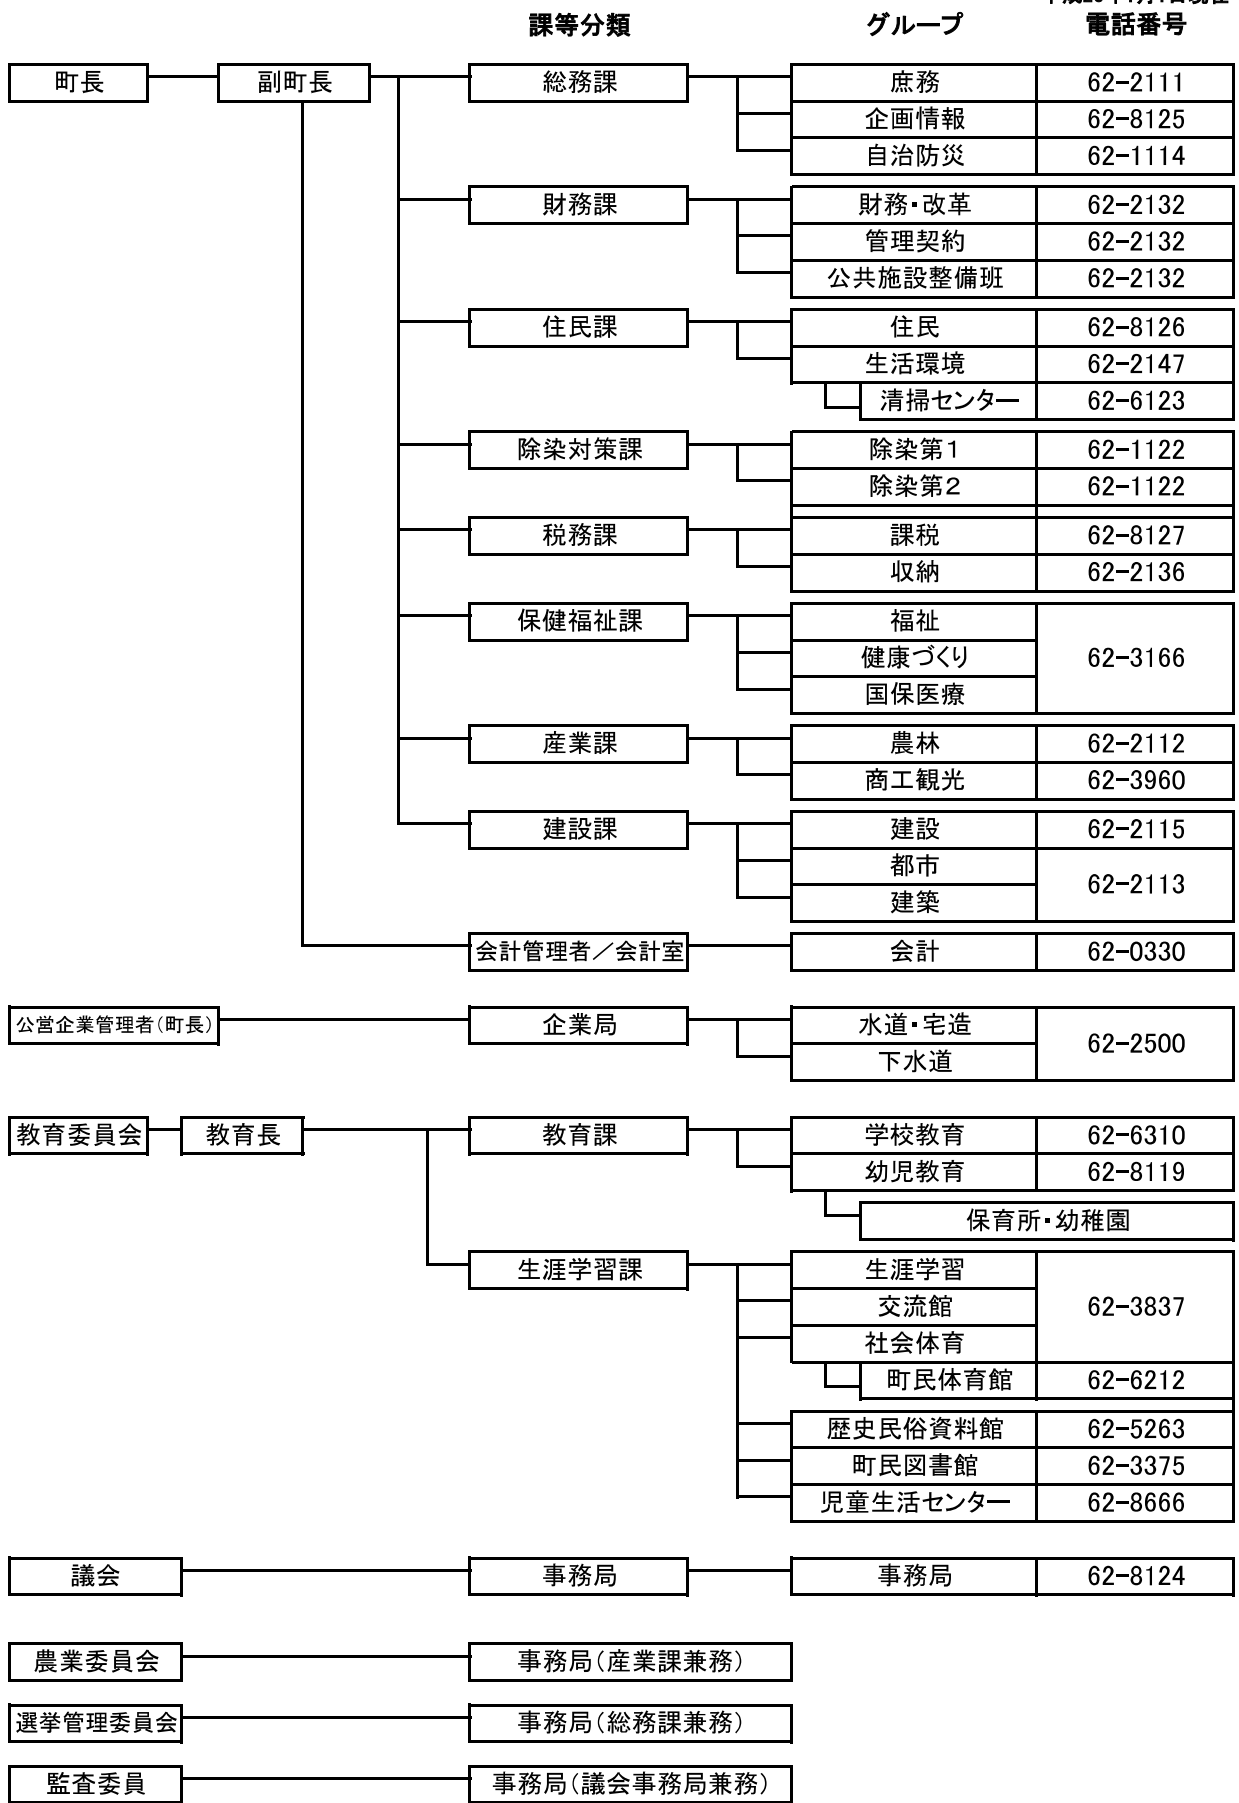 課等分類 グループ 電話番号
町長 副町長 総務課 庶務 62-2111
企画情報 62-8125
自治防災 62-1114
財務課 財務・改革 62-2132
管理契約 62-2132
公共施設整備班 62-2132
住民課 住民 62-8126
生活環境 62-2147
清掃センター 62-6123
除染対策課 除染第1 62-1122
除染第2 62-1122
税務課 課税 62-8127
収納 62-2136
保健福祉課 福祉
健康づくり 62-3166
国保医療
産業課 農林 62-2112
商工観光 62-3960
建設課 建設 62-2115
都市 62-2113
建築
会計管理者／会計室 会計 62-0330
公営企業管理者(町長) 企業局 水道・宅造 62-2500
下水道
教育委員会 教育長 教育課 学校教育 62-6310
幼児教育 62-8119
保育所・幼稚園
生涯学習課 生涯学習
交流館 62-3837
社会体育
町民体育館 62-6212
歴史民俗資料館 62-5263
町民図書館 62-3375
児童生活センター 62-8666
議会 事務局 事務局 62-8124
農業委員会 事務局(産業課兼務)
選挙管理委員会 事務局(総務課兼務)
監査委員 事務局(議会事務局兼務)